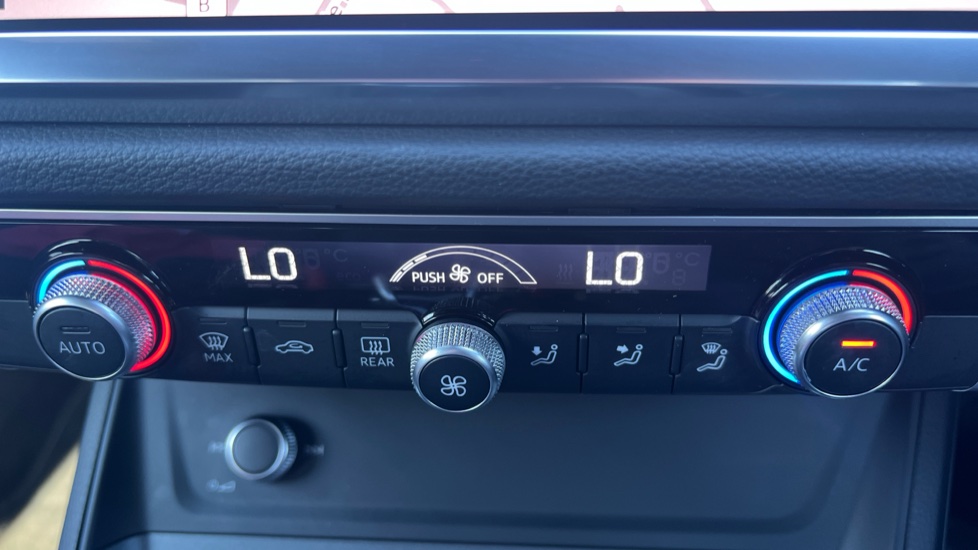 B
LO
PUSH OFF
LO
AUTO
MAX
REAR
A/C